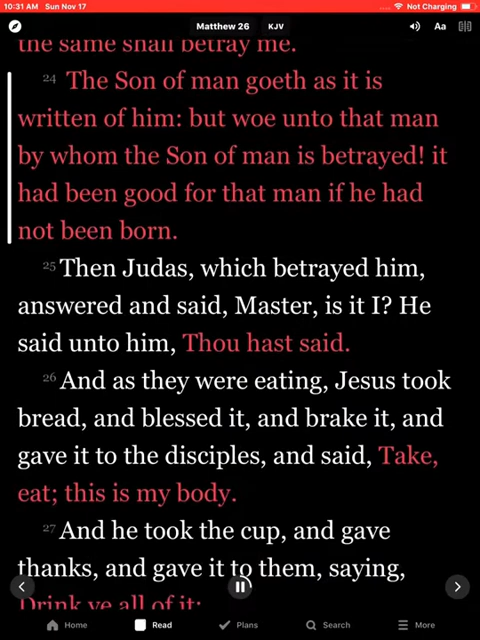 10:31 AM Sun Nov 17 Not Charging
Matthew 26 KJV Aa
the same shall betray me.
24 The Son of man goeth as it is
written of him: but woe unto that man
by whom the Son of man is betrayed! it
had been good for that man if he had
not been born.
25 Then Judas, which betrayed him,
answered and said, Master, is it I? He
said unto him, Thou hast said.
26 And as they were eating, Jesus took
bread, and blessed it, and brake it, and
gave it to the disciples, and said, Take,
eat; this is my body.
27 And he took the cup, and gave
thanks, and gave it to them, saying,
Drink ye all of it;
Home Read Plans Search More